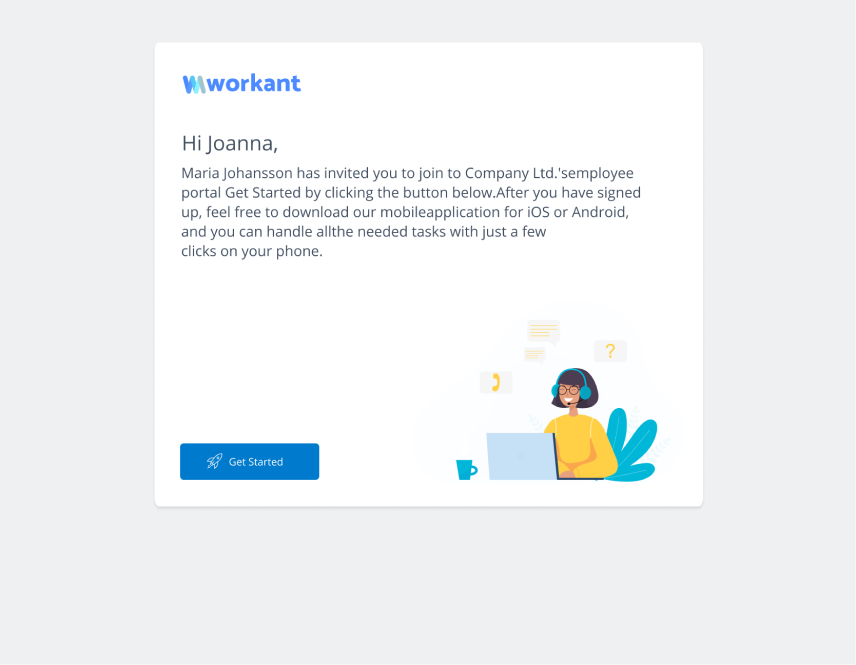 workant
Hi Joanna,
Maria Johansson has invited you to join to Company Ltd.'semployee
portal Get Started by clicking the button below.After you have signed
up, feel free to download our mobileapplication for iOS or Android,
and you can handle allthe needed tasks with just a few
clicks on your phone.
?
Get Started